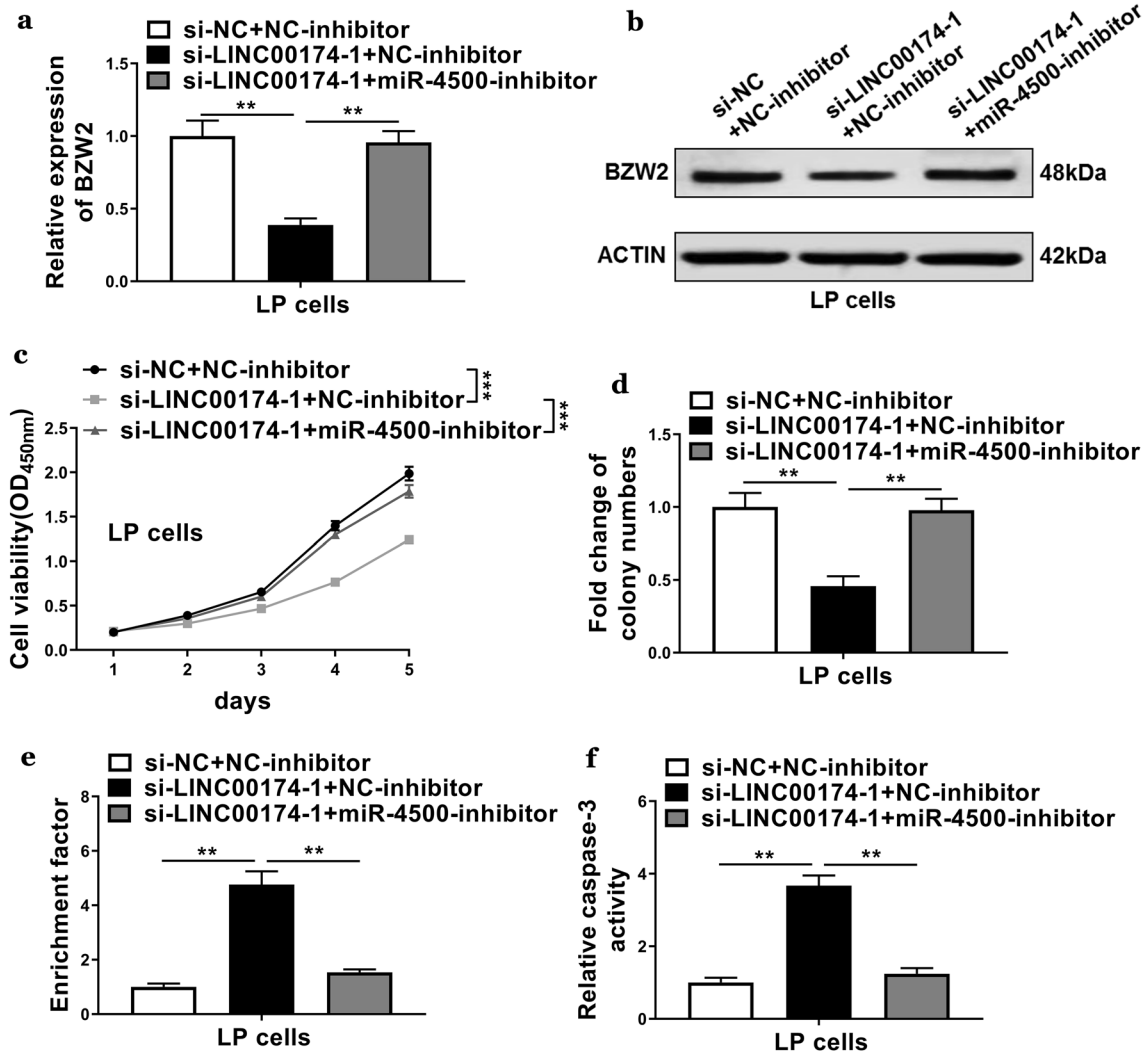 a
si-NC+NC-inhibitor
si-LINC00174-1+NC-inhibitor
si-LINC00174-1+miR-4500-inhibitor
Relative expression
of BZW2
1.5
1.0
0.5
0.0
** **
LP cells
b
si-NC
+NC-inhibitor
si-LINC00174-1
+NC-inhibitor
si-LINC00174-1
+miR-4500-inhibitor
BZW2 48kDa
ACTIN 42kDa
LP cells
c
si-NC+NC-inhibitor
si-LINC00174-1+NC-inhibitor
si-LINC00174-1+miR-4500-inhibitor
***
***
Cell viability(OD450nm)
2.5
2.0
1.5
1.0
0.5
0.0
LP cells
1 2 3 4 5
days
d
si-NC+NC-inhibitor
si-LINC00174-1+NC-inhibitor
si-LINC00174-1+miR-4500-inhibitor
Fold change of
colony numbers
1.5
1.0
0.5
0.0
** **
LP cells
e
si-NC+NC-inhibitor
si-LINC00174-1+NC-inhibitor
si-LINC00174-1+miR-4500-inhibitor
Enrichment factor
8
6
4
2
0
** **
LP cells
f
si-NC+NC-inhibitor
si-LINC00174-1+NC-inhibitor
si-LINC00174-1+miR-4500-inhibitor
Relative caspase-3
activity
6
4
2
0
** **
LP cells